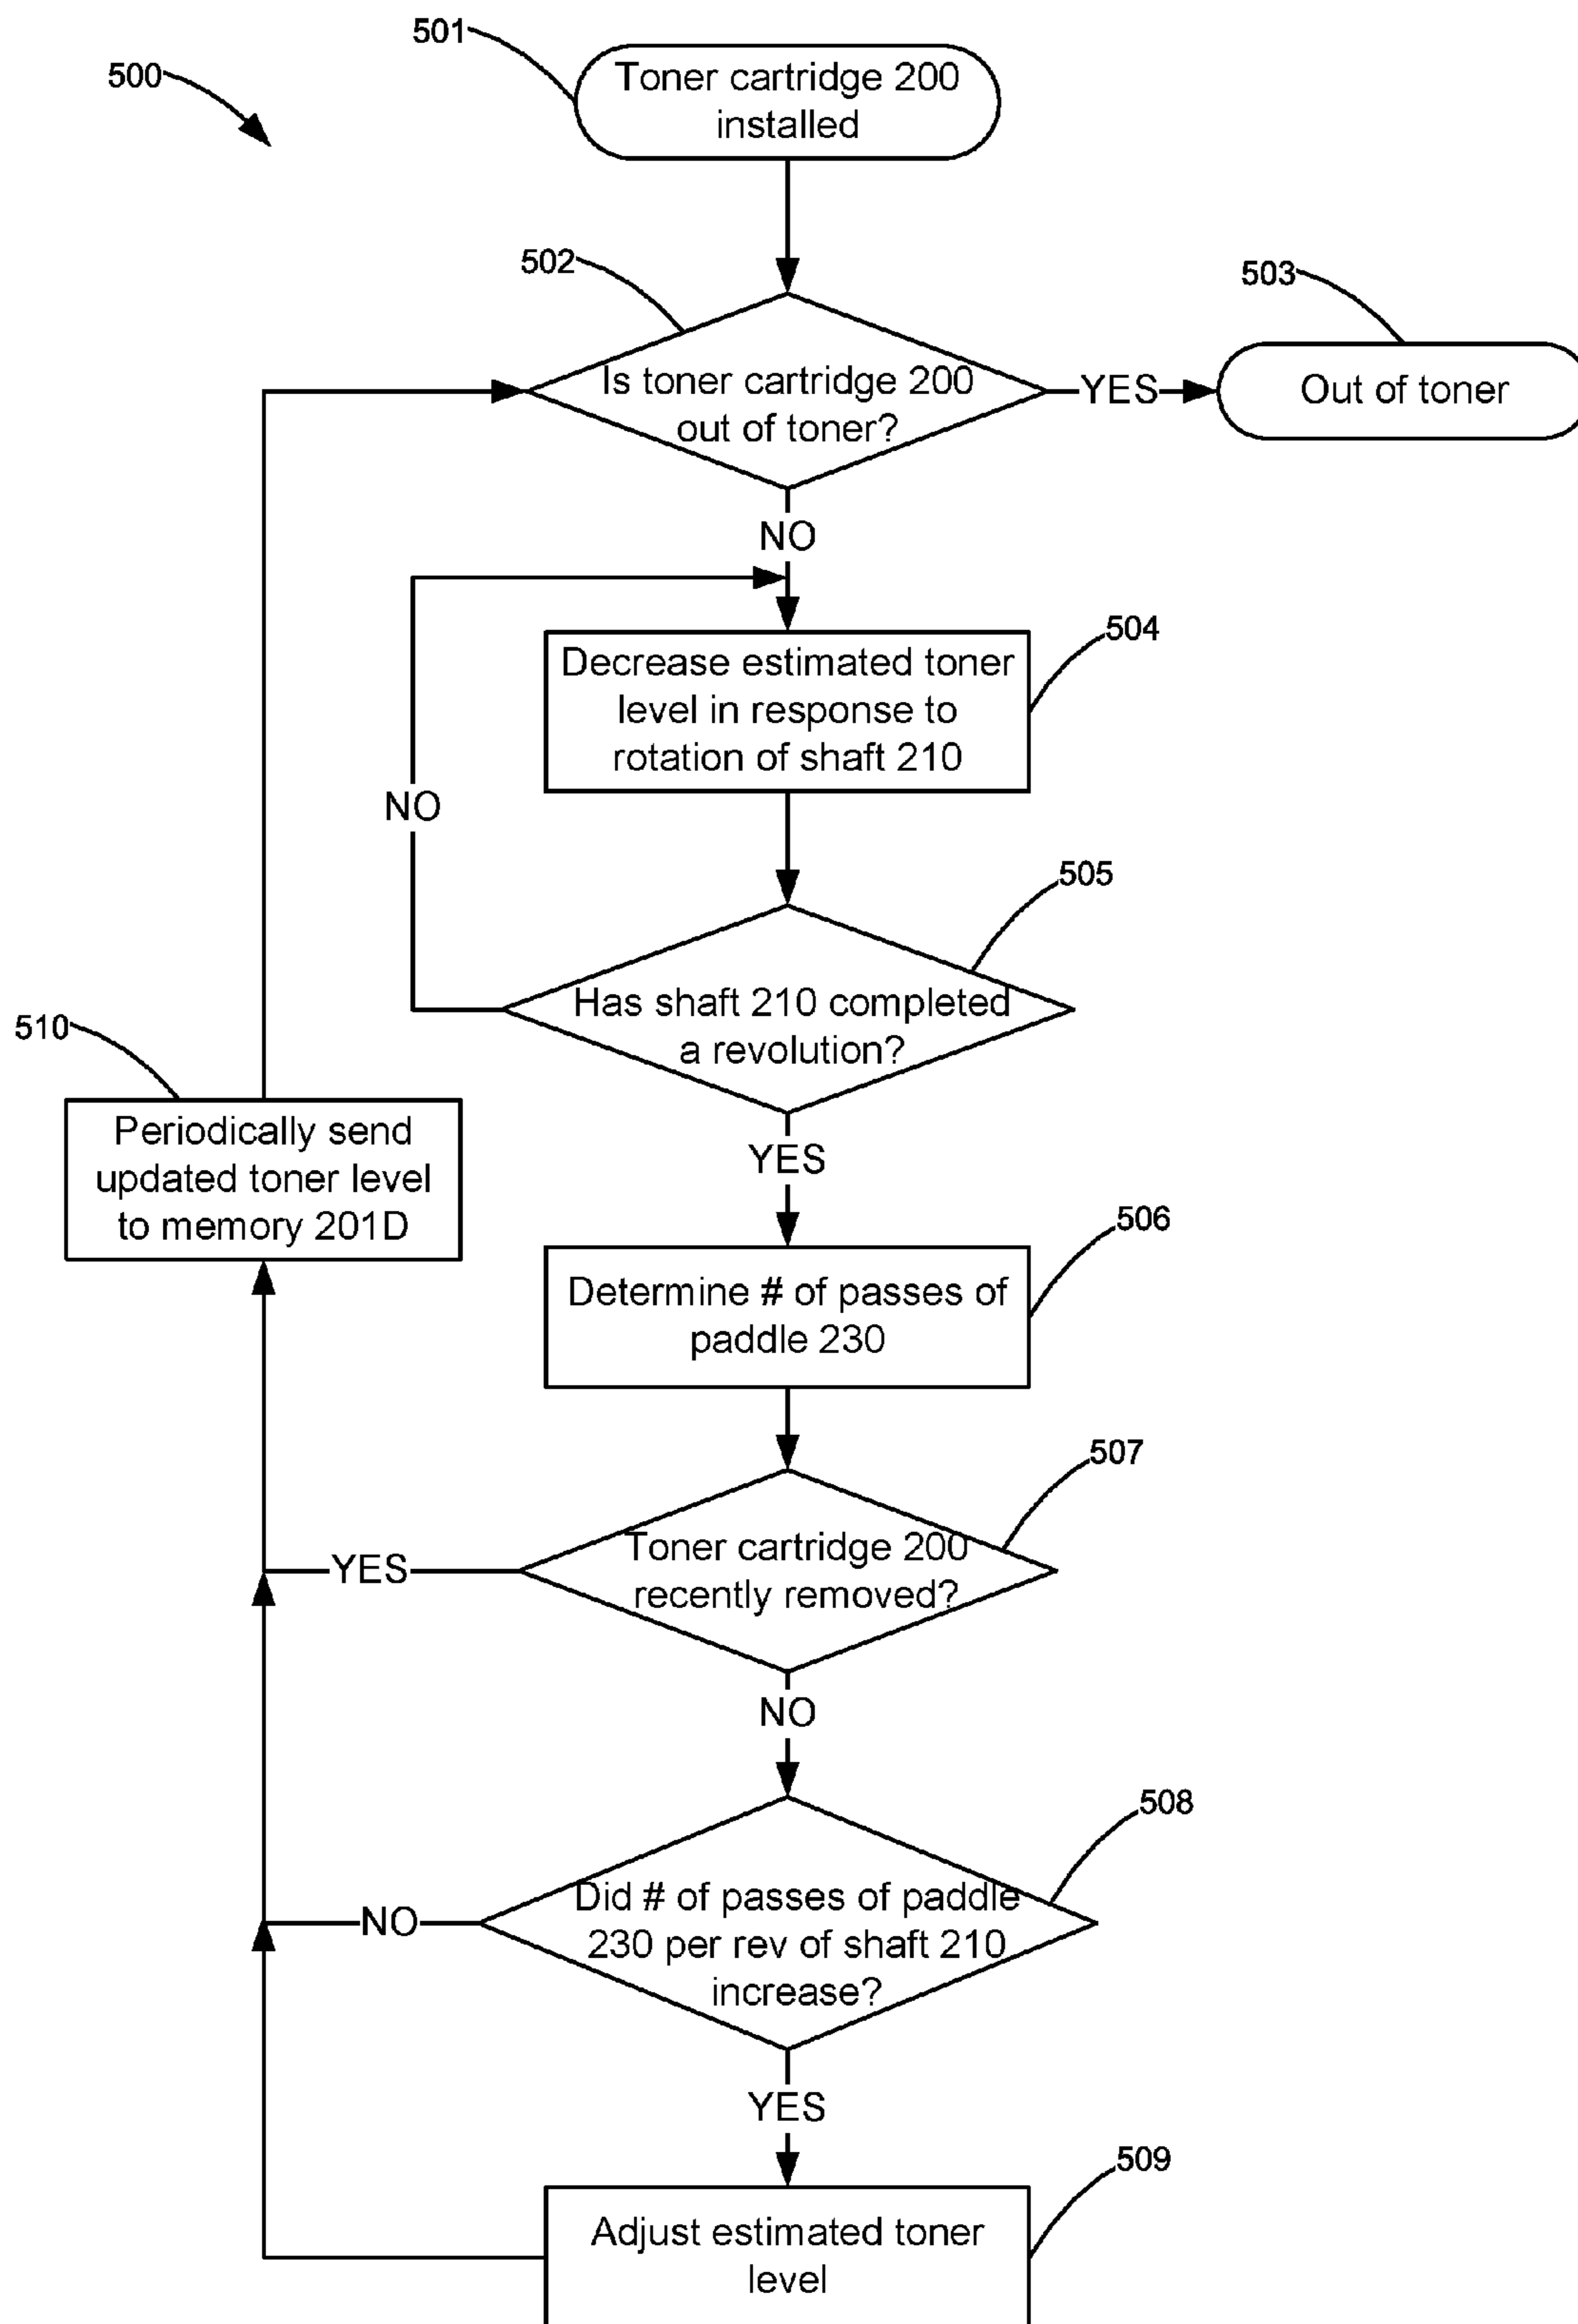 501
Toner cartridge 200
installed
500
502
Is toner cartridge 200
out of toner?
YES
503
Out of toner
NO
504
Decrease estimated toner
level in response to
rotation of shaft 210
NO
505
Has shaft 210 completed
a revolution?
YES
510
Periodically send
updated toner level
to memory 201D
506
Determine # of passes of
paddle 230
507
Toner cartridge 200
recently removed?
YES
NO
508
Did # of passes of paddle
230 per rev of shaft 210
increase?
NO
YES
509
Adjust estimated toner
level